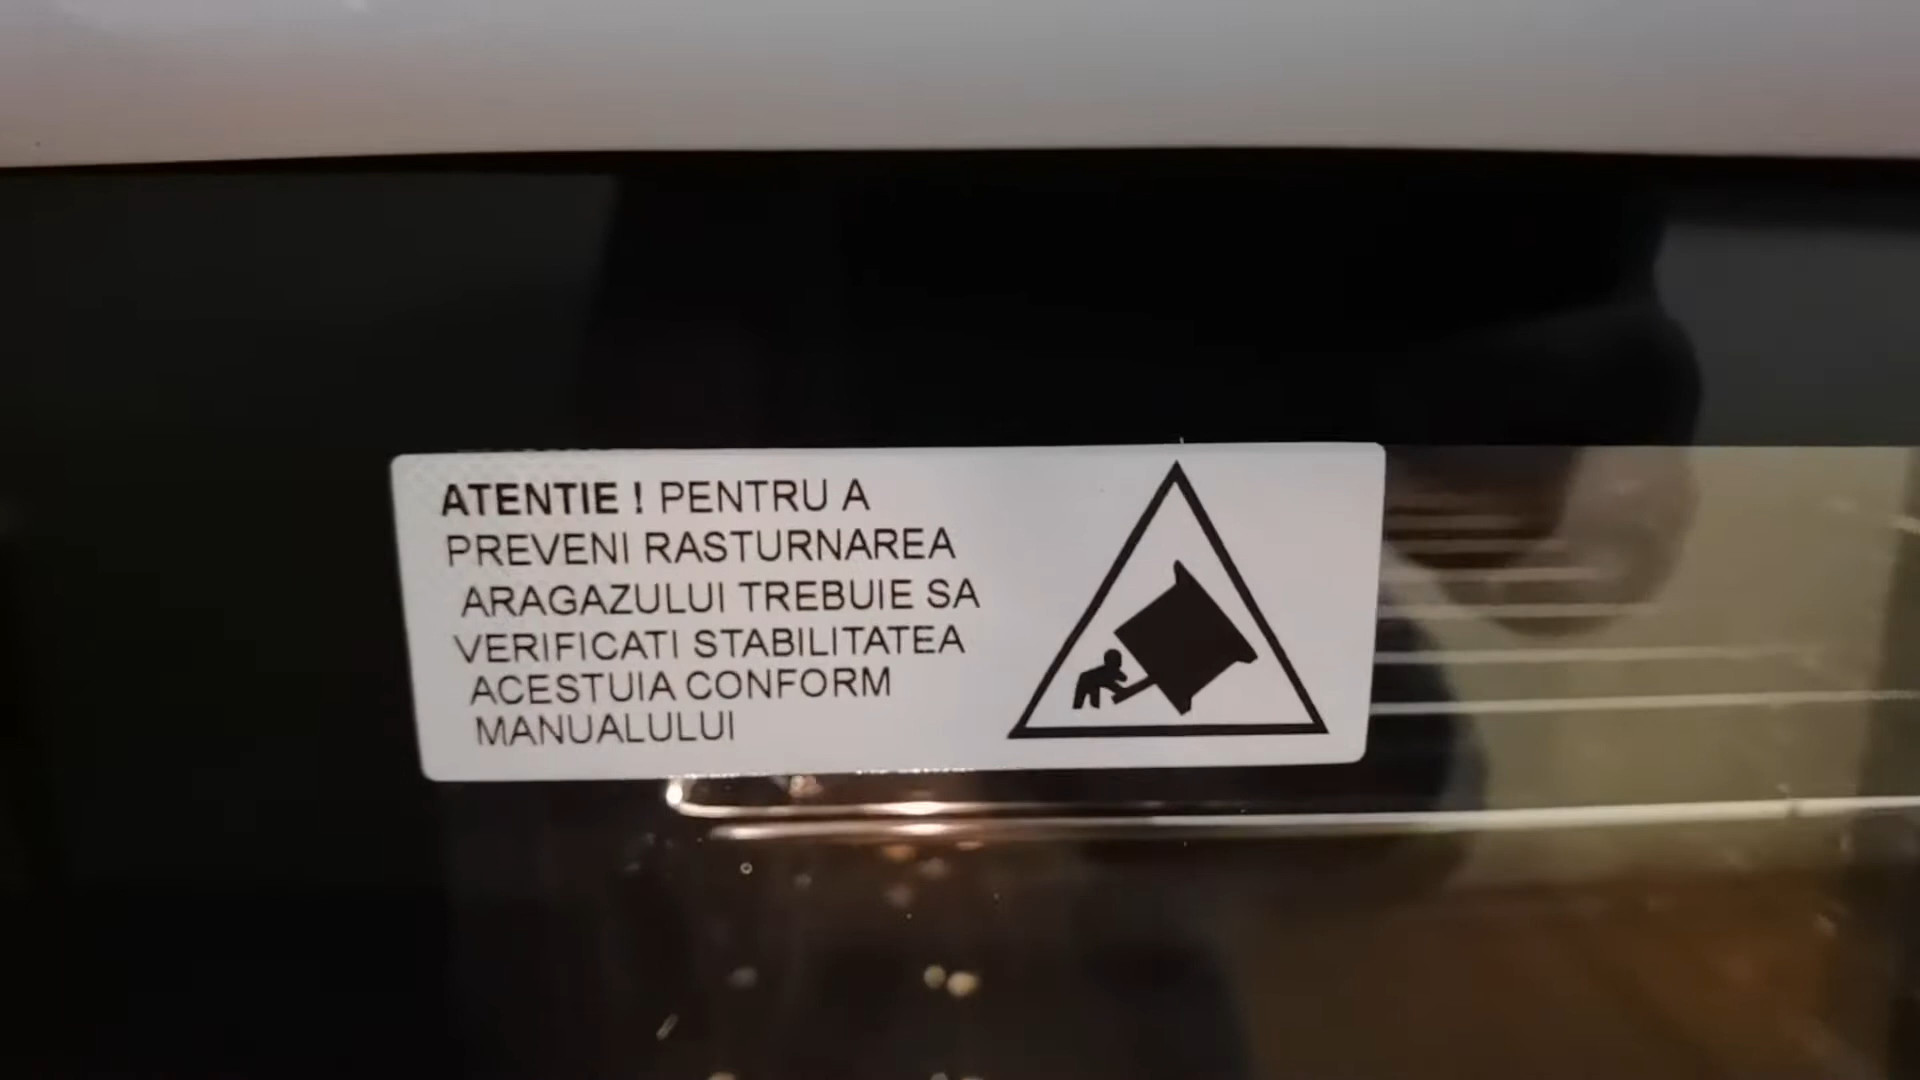 ATENTIE ! PENTRU A
PREVENI RASTURNAREA
ARAGAZULUI TREBUIE SA
VERIFICATI STABILITATEA
ACESTUIA CONFORM
MANUALULUI